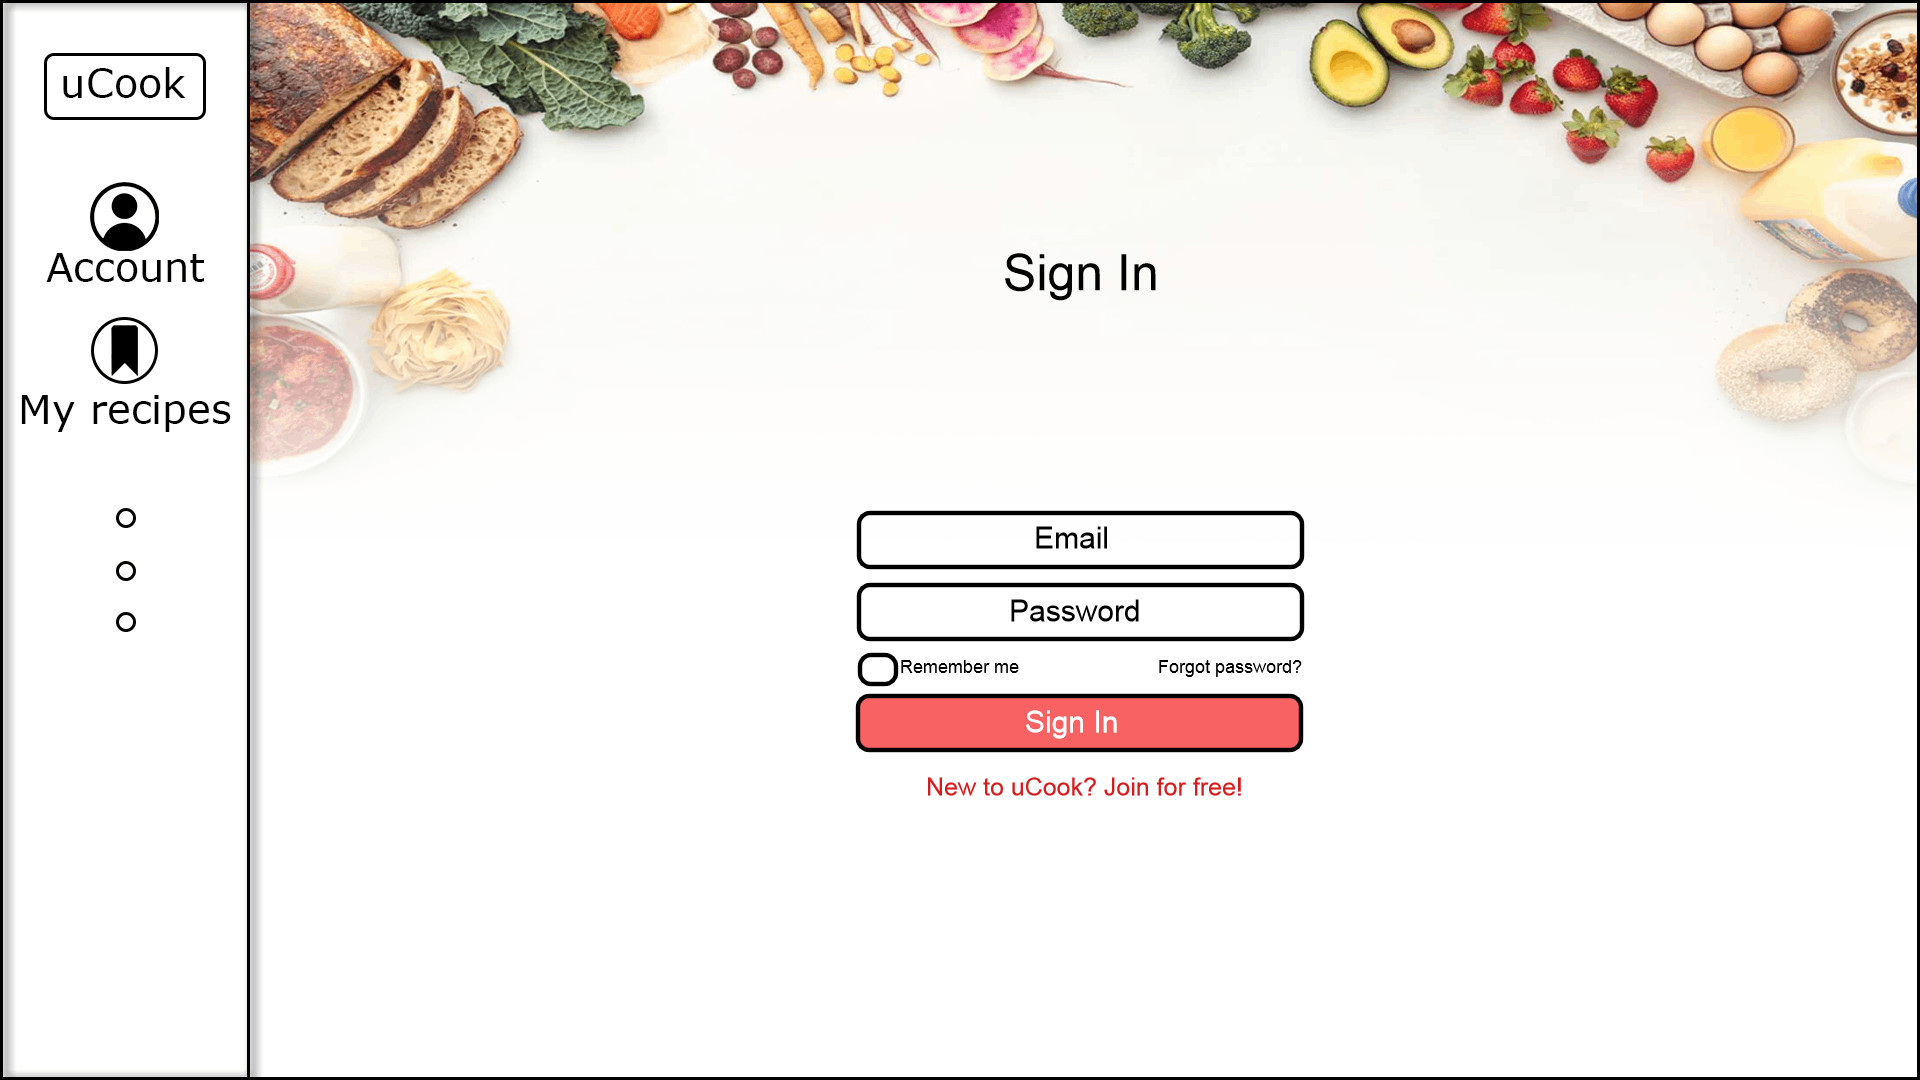 uCook
Account
My recipes
Sign In
Email
Password
Remember me
Forgot password?
Sign In
New to uCook? Join for free!